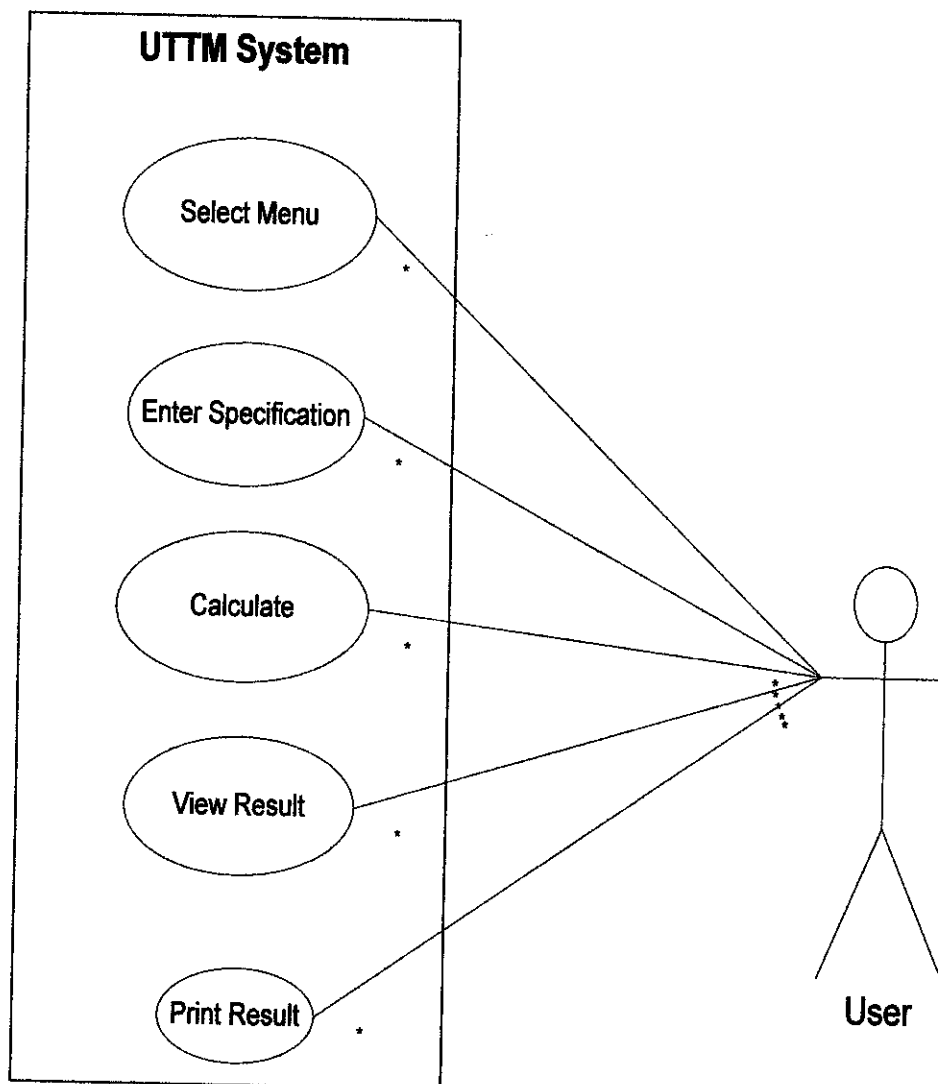 UTTM System
Select Menu
*
Enter Specification
*
Calculate
*
*
*
*
*
*
View Result
*
Print Result
*
User